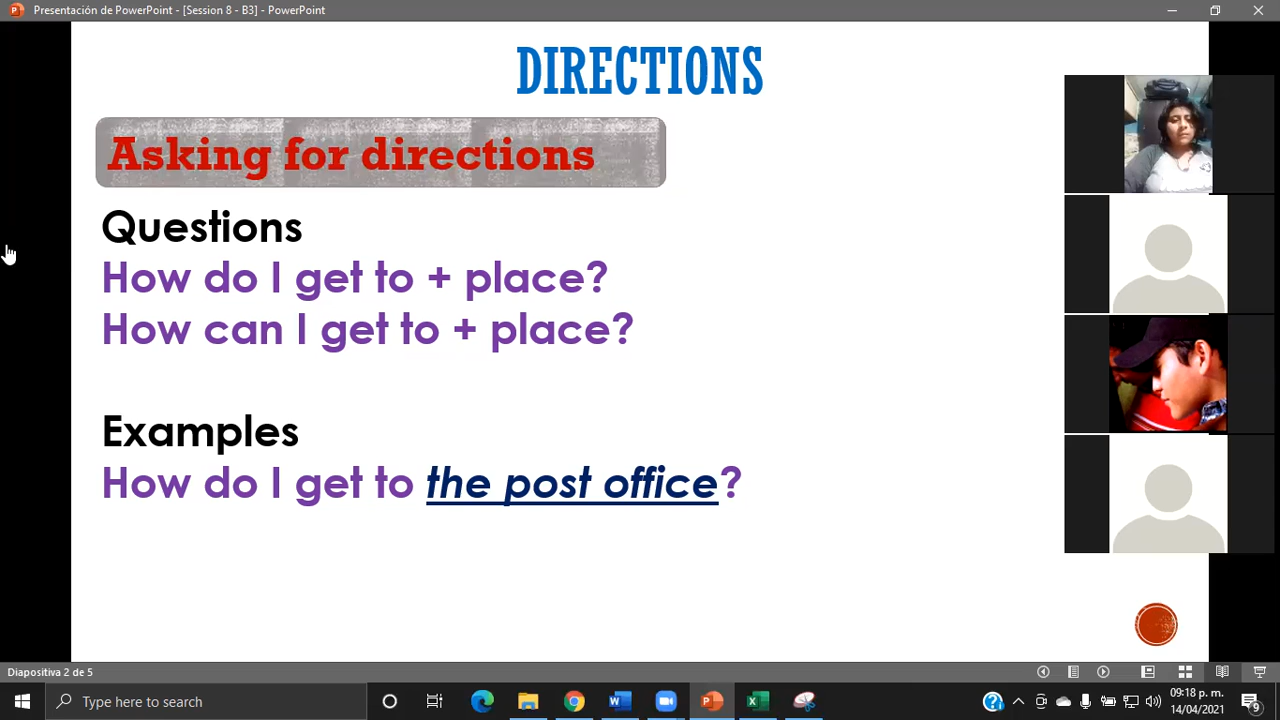 Presentación de PowerPoint - [Session 8 - B3] - PowerPoint
DIRECTIONS
Asking for directions
Questions
How do I get to + place?
How can I get to + place?
Examples
How do I get to the post office?
Diapositiva 2 de 5
Type here to search
09:18 p. m.
14/04/2021
9